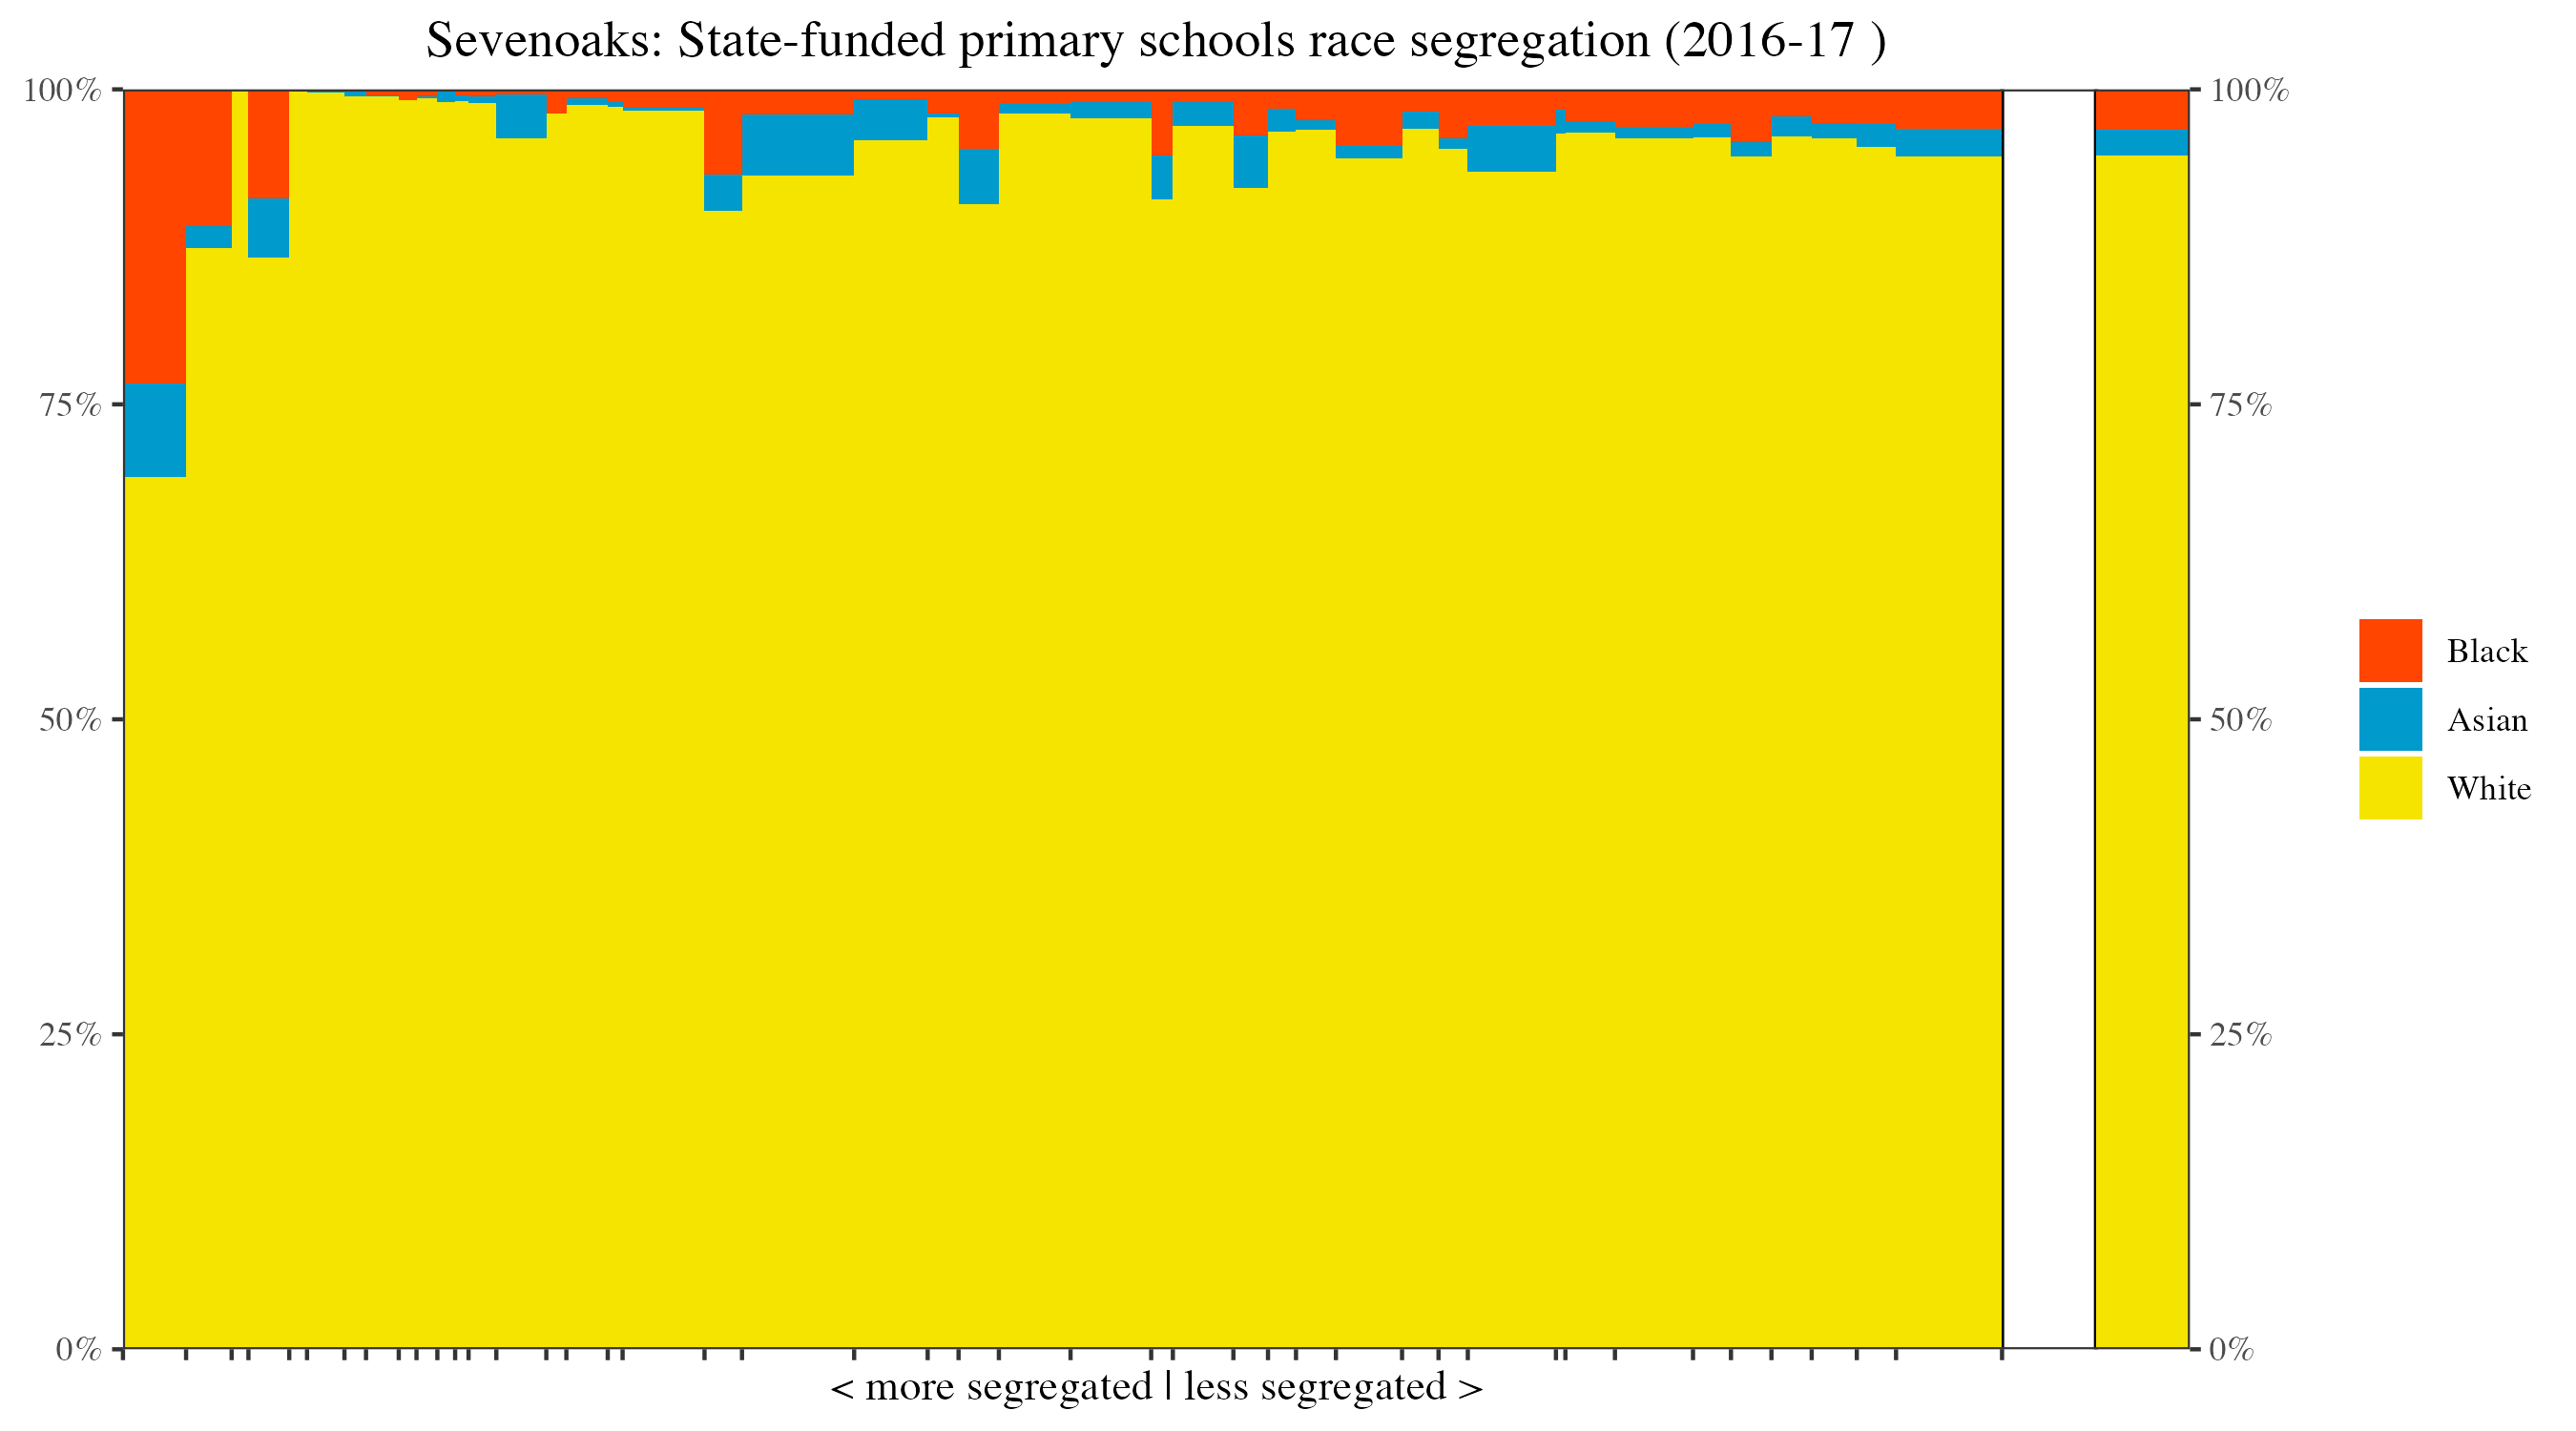 Sevenoaks: State-funded primary schools race segregation (2016-17 )
100%
75%
50%
25%
0%
100%
75%
50%
25%
0%
Black
Asian
White
< more segregated | less segregated >